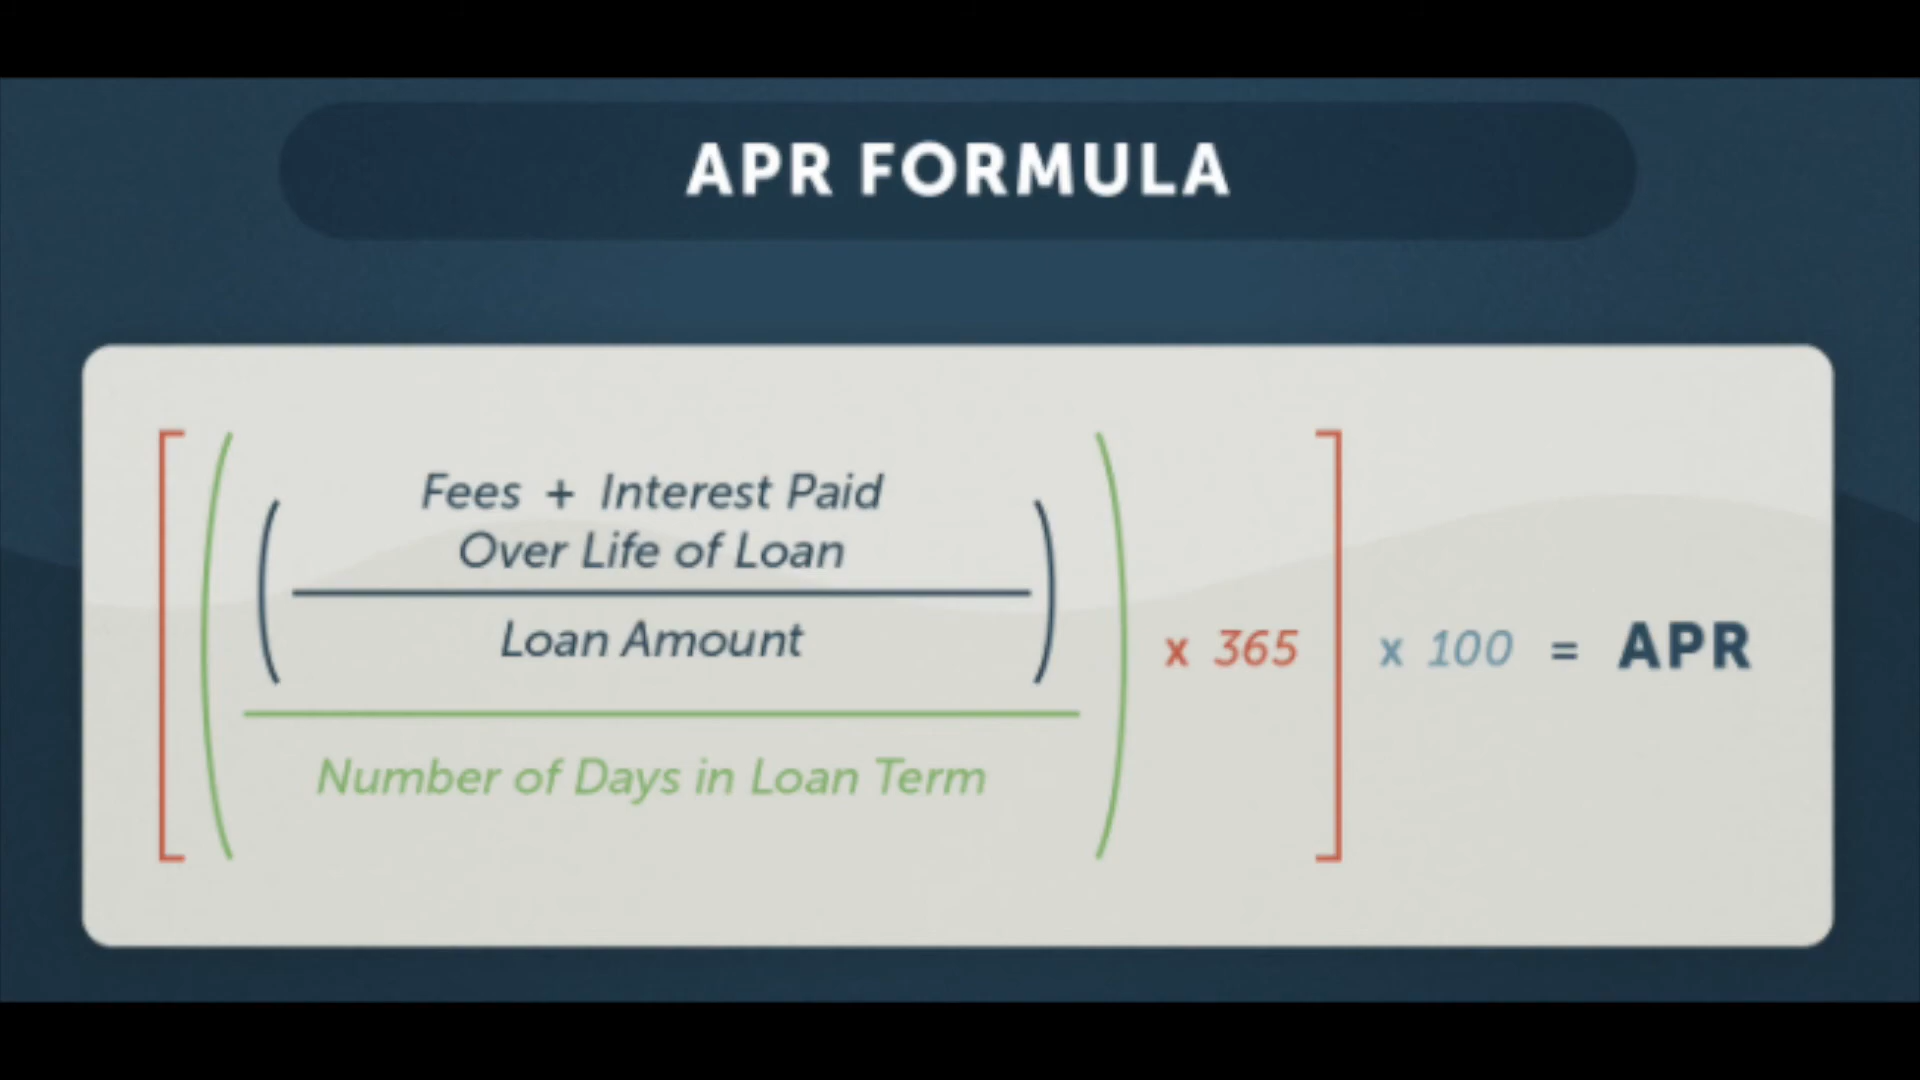 APR FORMULA
Fees + Interest Paid
Over Life of Loan
Loan Amount
Number of Days in Loan Term
x 365
x 100 = APR